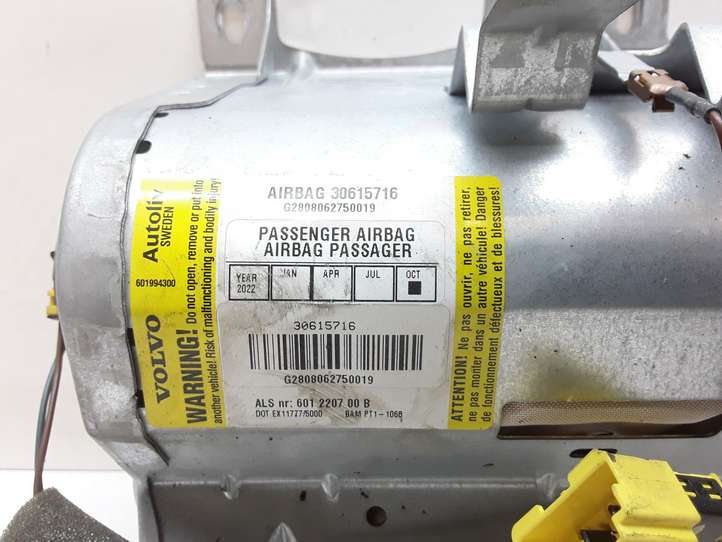 AIRBAG 30615716
G2808062750019
PASSENGER AIRBAG
AIRBAG PASSAGER
YEAR 2022 JAN APR JUL OCT
30615716
G2808062750019
ALS nr: 601 2207 00 B
DOT EX11777/5000 BAM PT1-1068
Autoliv
SWEDEN
601994300
VOLVO
WARNING! Do not open, remove or put into
another vehicle! Risk of malfunctioning and bodily injury!
ATTENTION! Ne pas ouvrir, ne pas retirer,
ne pas monter dans un autre véhicule! Danger
de fonctionnement défectueux et de blessures!